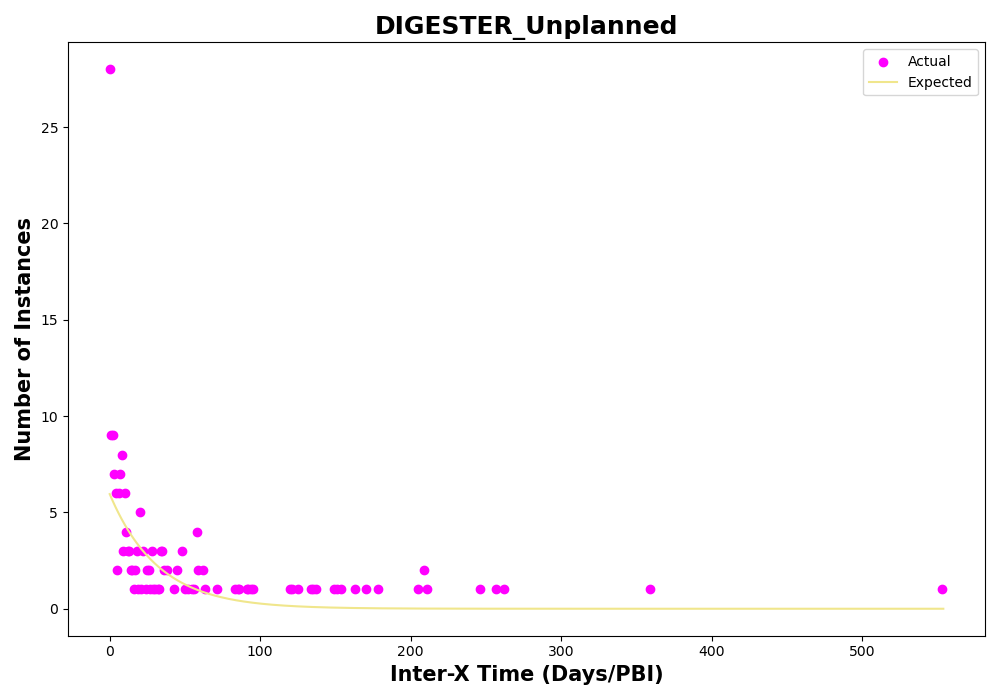 DIGESTER_Unplanned
Actual
Expected
Number of Instances
25
20
15
10
5
0
0 100 200 300 400 500
Inter-X Time (Days/PBI)